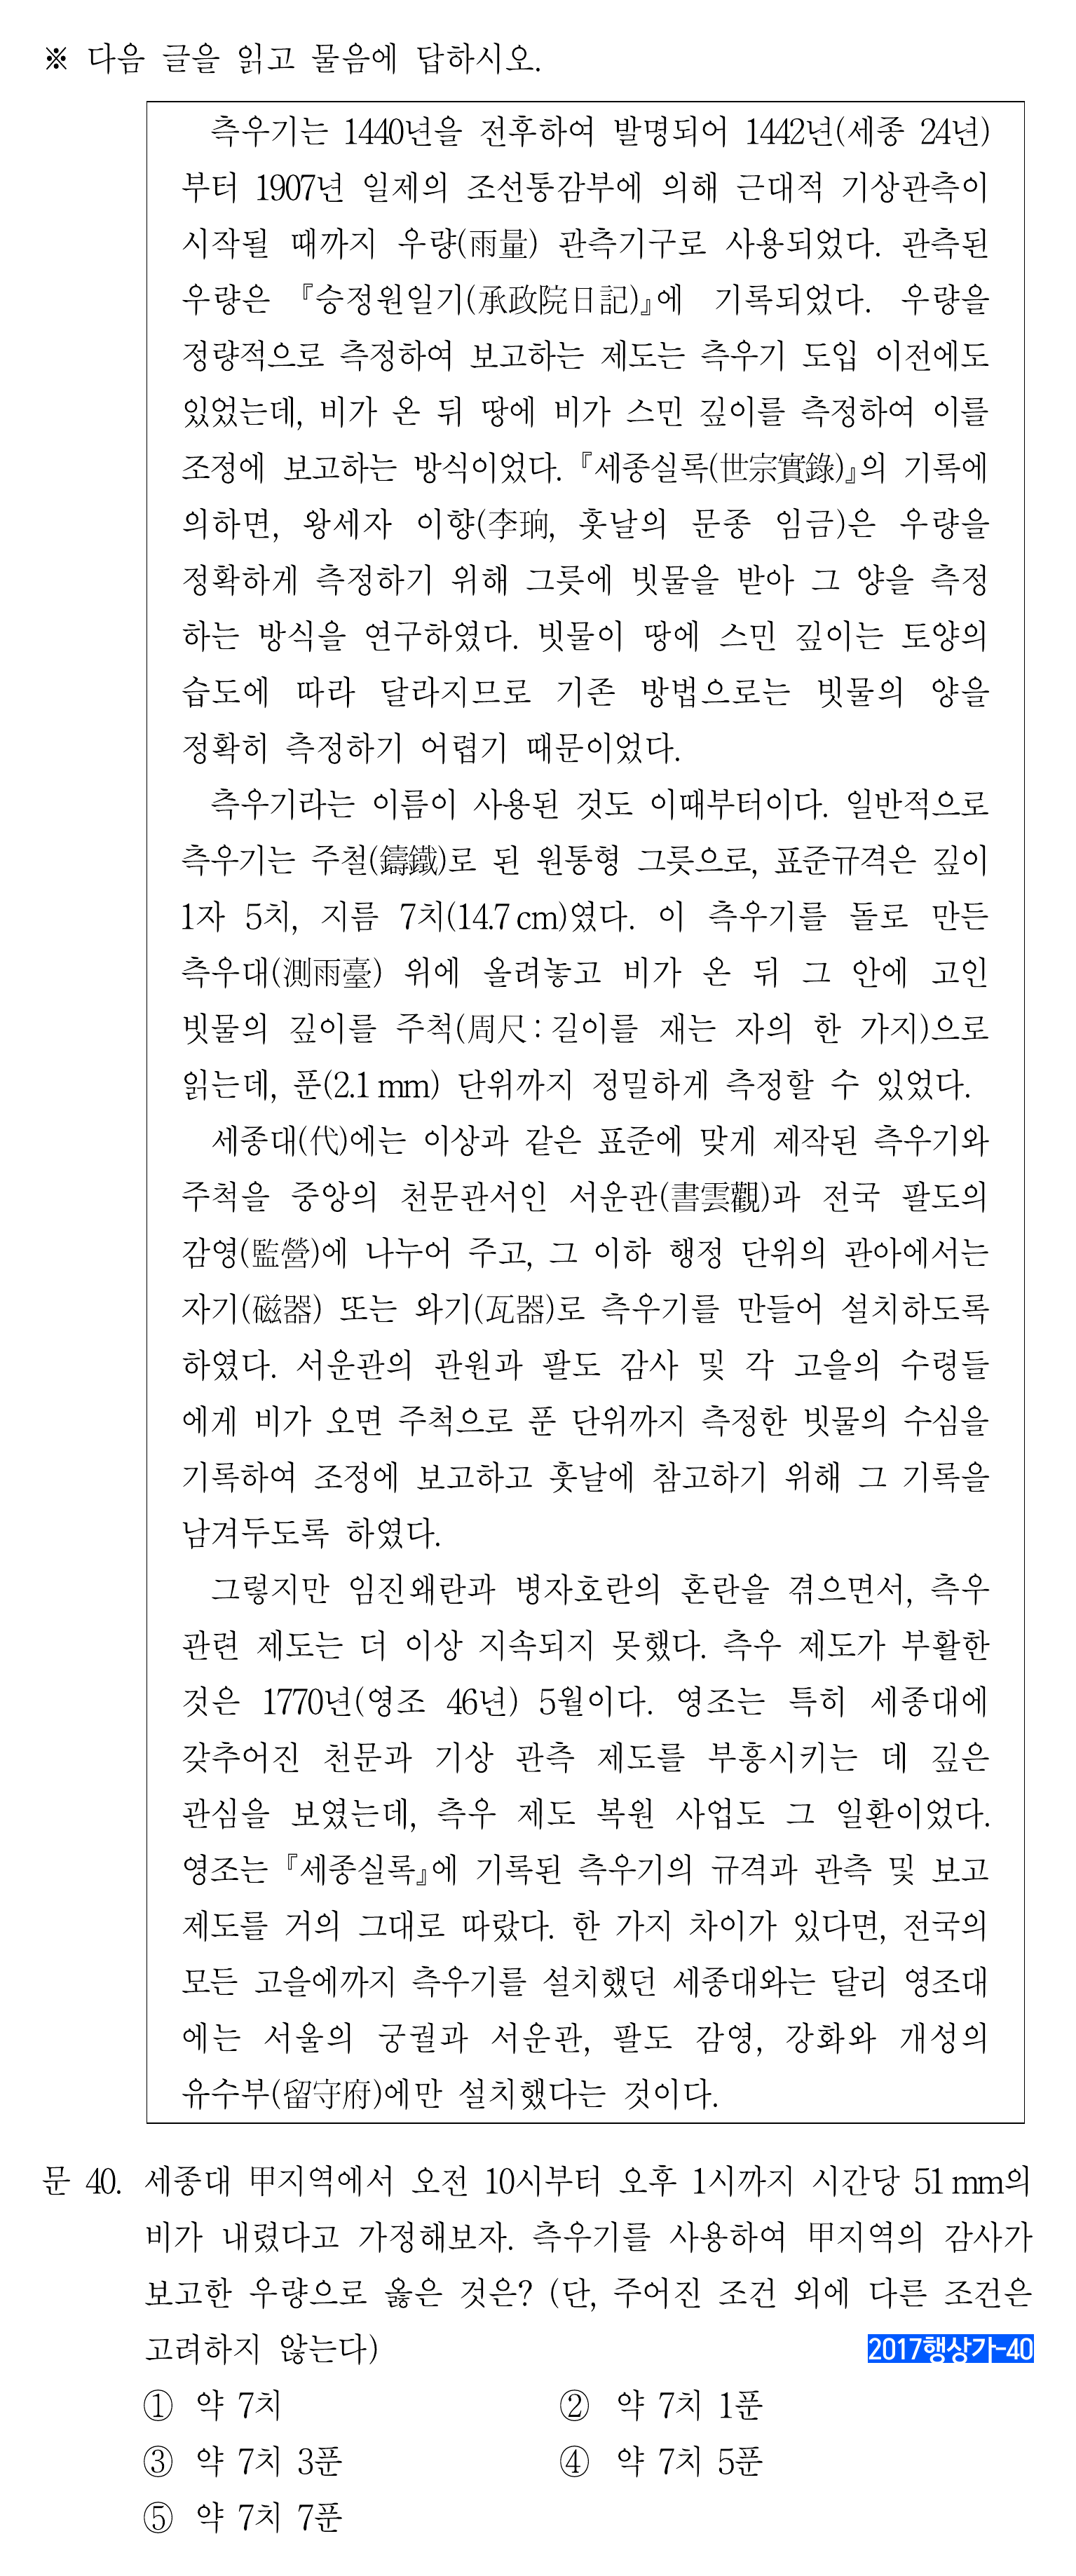 ※ 다음 글을 읽고 물음에 답하시오.
측우기는 1440년을 전후하여 발명되어 1442년(세종 24년)
부터 1907년 일제의 조선통감부에 의해 근대적 기상관측이
시작될 때까지 우량(雨量) 관측기구로 사용되었다. 관측된
우량은 『승정원일기(承政院日記)』에 기록되었다. 우량을
정량적으로 측정하여 보고하는 제도는 측우기 도입 이전에도
있었는데, 비가 온 뒤 땅에 비가 스민 깊이를 측정하여 이를
조정에 보고하는 방식이었다. 『세종실록(世宗實錄)』의 기록에
의하면, 왕세자 이향(李珦, 훗날의 문종 임금)은 우량을
정확하게 측정하기 위해 그릇에 빗물을 받아 그 양을 측정
하는 방식을 연구하였다. 빗물이 땅에 스민 깊이는 토양의
습도에 따라 달라지므로 기존 방법으로는 빗물의 양을
정확히 측정하기 어렵기 때문이었다.
측우기라는 이름이 사용된 것도 이때부터이다. 일반적으로
측우기는 주철(鑄鐵)로 된 원통형 그릇으로, 표준규격은 깊이
1자 5치, 지름 7치(14.7 cm)였다. 이 측우기를 돌로 만든
측우대(測雨臺) 위에 올려놓고 비가 온 뒤 그 안에 고인
빗물의 깊이를 주척(周尺 : 길이를 재는 자의 한 가지)으로
읽는데, 푼(2.1 mm) 단위까지 정밀하게 측정할 수 있었다.
세종대(代)에는 이상과 같은 표준에 맞게 제작된 측우기와
주척을 중앙의 천문관서인 서운관(書雲觀)과 전국 팔도의
감영(監營)에 나누어 주고, 그 이하 행정 단위의 관아에서는
자기(磁器) 또는 와기(瓦器)로 측우기를 만들어 설치하도록
하였다. 서운관의 관원과 팔도 감사 및 각 고을의 수령들
에게 비가 오면 주척으로 푼 단위까지 측정한 빗물의 수심을
기록하여 조정에 보고하고 훗날에 참고하기 위해 그 기록을
남겨두도록 하였다.
그렇지만 임진왜란과 병자호란의 혼란을 겪으면서, 측우
관련 제도는 더 이상 지속되지 못했다. 측우 제도가 부활한
것은 1770년(영조 46년) 5월이다. 영조는 특히 세종대에
갖추어진 천문과 기상 관측 제도를 부흥시키는 데 깊은
관심을 보였는데, 측우 제도 복원 사업도 그 일환이었다.
영조는 『세종실록』에 기록된 측우기의 규격과 관측 및 보고
제도를 거의 그대로 따랐다. 한 가지 차이가 있다면, 전국의
모든 고을에까지 측우기를 설치했던 세종대와는 달리 영조대
에는 서울의 궁궐과 서운관, 팔도 감영, 강화와 개성의
유수부(留守府)에만 설치했다는 것이다.
문 40. 세종대 甲지역에서 오전 10시부터 오후 1시까지 시간당 51 mm의
비가 내렸다고 가정해보자. 측우기를 사용하여 甲지역의 감사가
보고한 우량으로 옳은 것은? (단, 주어진 조건 외에 다른 조건은
고려하지 않는다) 2017행상가-40
① 약 7치 ② 약 7치 1푼
③ 약 7치 3푼 ④ 약 7치 5푼
⑤ 약 7치 7푼